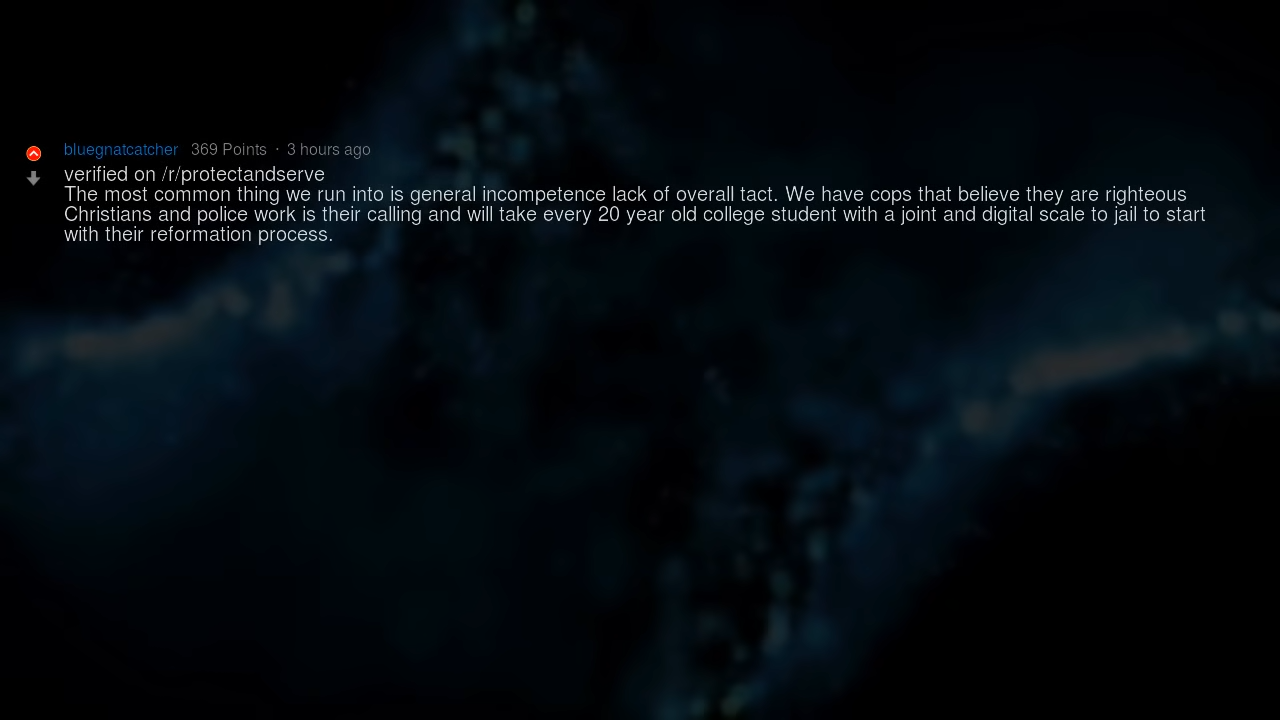 bluegnatcatcher 369 Points · 3 hours ago
verified on /r/protectandserve
The most common thing we run into is general incompetence lack of overall tact. We have cops that believe they are righteous
Christians and police work is their calling and will take every 20 year old college student with a joint and digital scale to jail to start
with their reformation process.